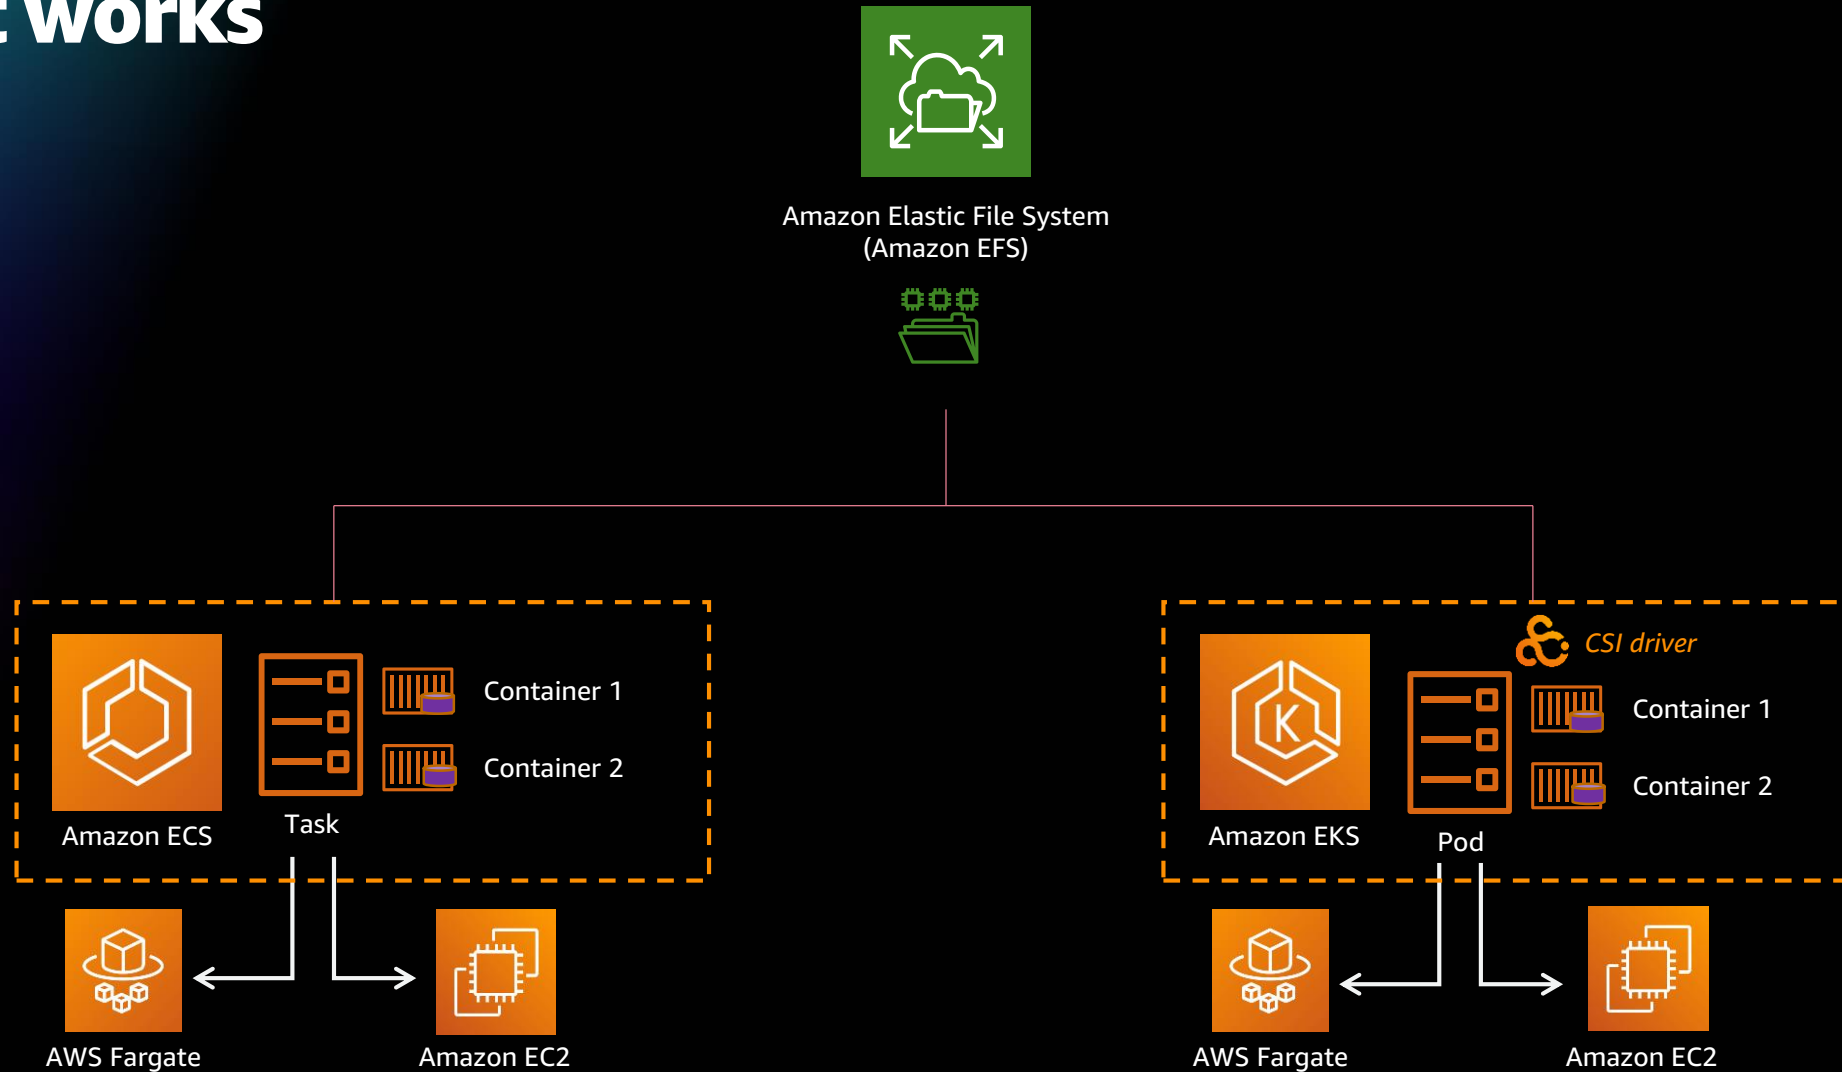 t works
Amazon Elastic File System
(Amazon EFS)
Container 1
Container 2
Task
Amazon ECS
CSI driver
K
Container 1
Container 2
Amazon EKS
Pod
AWS Fargate
Amazon EC2
AWS Fargate
Amazon EC2